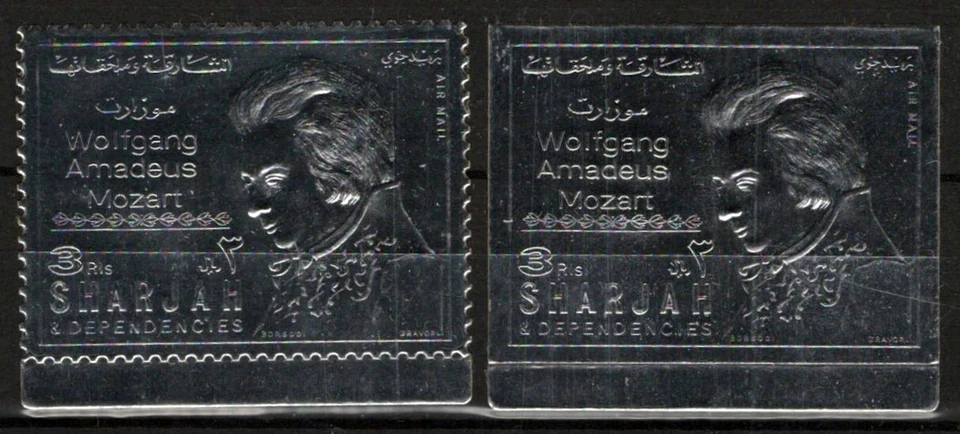 الشارقة وملحقاتها
بريد جوي
AIR MAIL
موزارت
Wolfgang
Amadeus
Mozart
3 Rls
٣ ريال
SHARJAH
& DEPENDENCIES
BORSODI
GRAVOR.
الشارقة وملحقاتها
بريد جوي
AIR MAIL
موزارت
Wolfgang
Amadeus
Mozart
3 Rls
٣ ريال
SHARJAH
& DEPENDENCIES
BORSODI
GRAVOR.